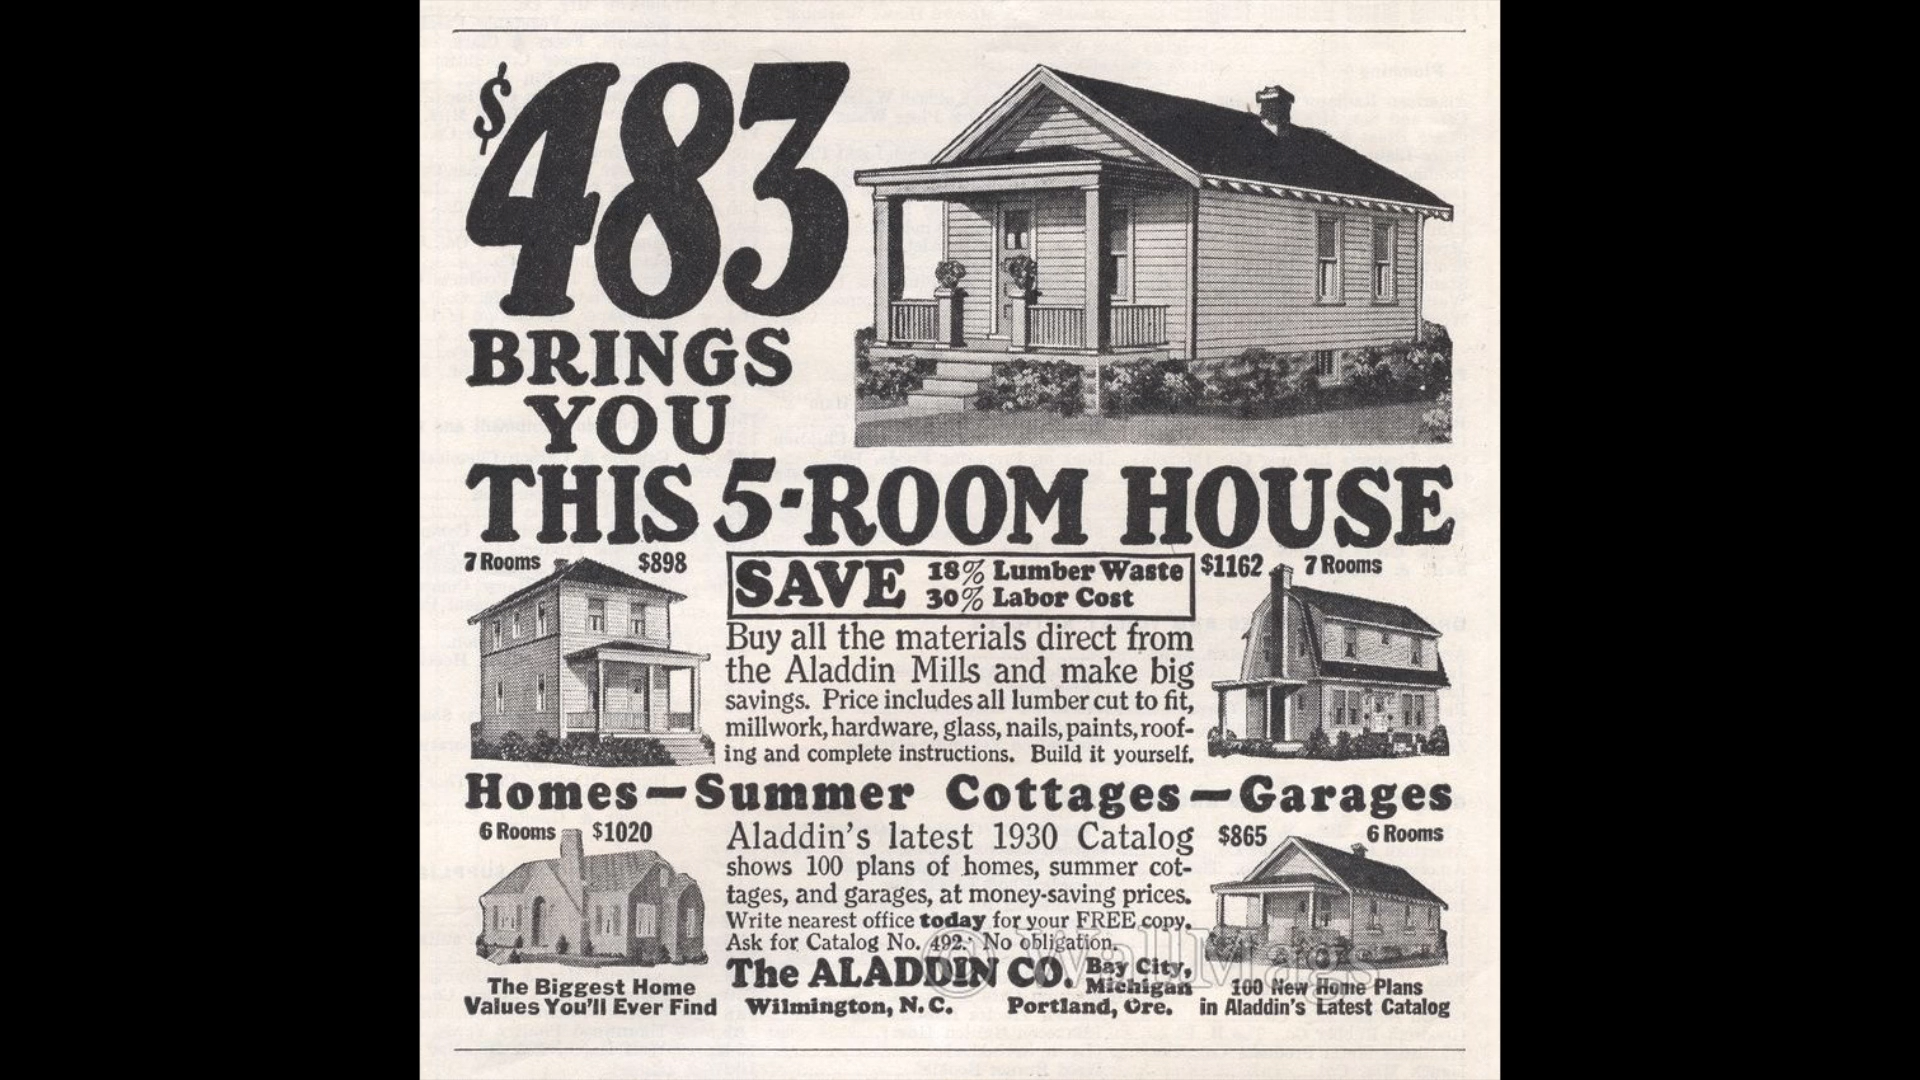 $483
BRINGS
YOU
THIS 5-ROOM HOUSE
7 Rooms $898
SAVE 18% Lumber Waste
30% Labor Cost
$1162 7 Rooms
Buy all the materials direct from
the Aladdin Mills and make big
savings. Price includes all lumber cut to fit,
millwork, hardware, glass, nails, paints, roof-
ing and complete instructions. Build it yourself.
Homes—Summer Cottages—Garages
6 Rooms $1020
Aladdin's latest 1930 Catalog
shows 100 plans of homes, summer cot-
tages, and garages, at money-saving prices.
Write nearest office today for your FREE copy.
Ask for Catalog No. 492. No obligation.
$865 6 Rooms
The ALADDIN CO. Bay City,
Michigan
Wilmington, N. C. Portland, Ore.
The Biggest Home
Values You'll Ever Find
100 New Home Plans
in Aladdin's Latest Catalog
© WallMags